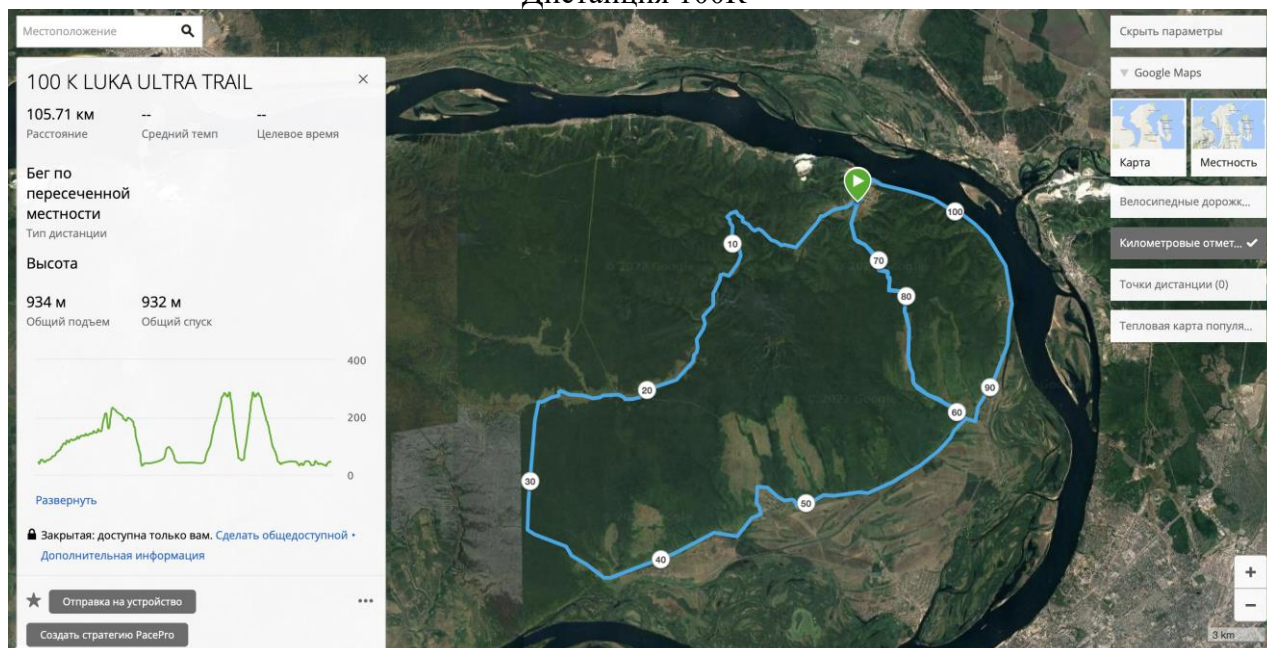 Дистанция 100К
Местоположение
100 K LUKA ULTRA TRAIL
105.71 км
--
--
Расстояние
Средний темп
Целевое время
Бег по
пересеченной
местности
Тип дистанции
Высота
934 м
932 м
Общий подъем
Общий спуск
400
200
0
Развернуть
Закрытая: доступна только вам. Сделать общедоступной •
Дополнительная информация
Отправка на устройство
Создать стратегию PacePro
10
20
30
40
50
60
70
80
90
100
Скрыть параметры
Google Maps
Карта
Местность
Велосипедные дорожк...
Километровые отмет...
Точки дистанции (0)
Тепловая карта популя...
+
−
3 km